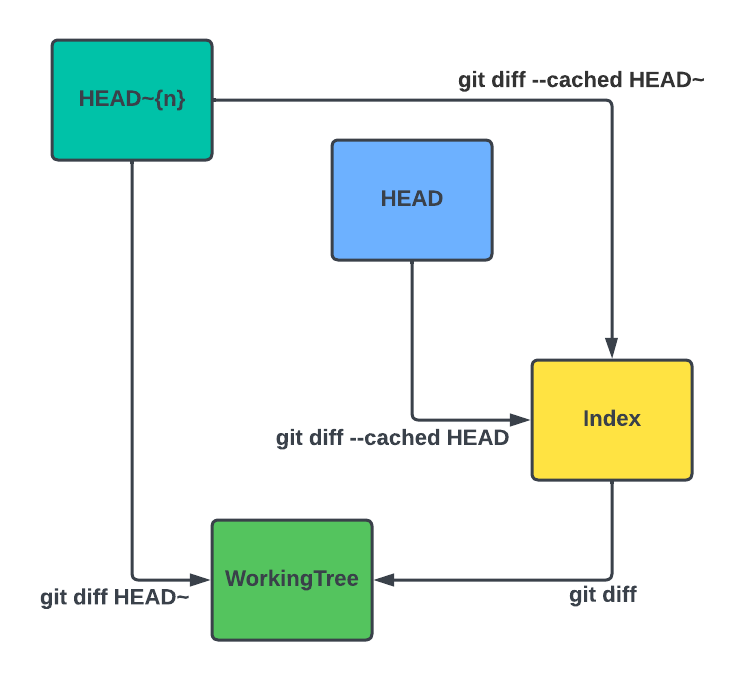 git diff --cached HEAD~
HEAD~{n}
HEAD
Index
git diff --cached HEAD
WorkingTree
git diff HEAD~
git diff